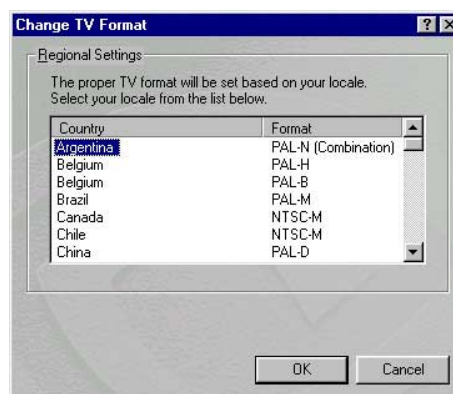 Change TV Format
Regional Settings
The proper TV format will be set based on your locale.
Select your locale from the list below.
Country Format
Argentina PAL-N (Combination)
Belgium PAL-H
Belgium PAL-B
Brazil PAL-M
Canada NTSC-M
Chile NTSC-M
China PAL-D
OK Cancel